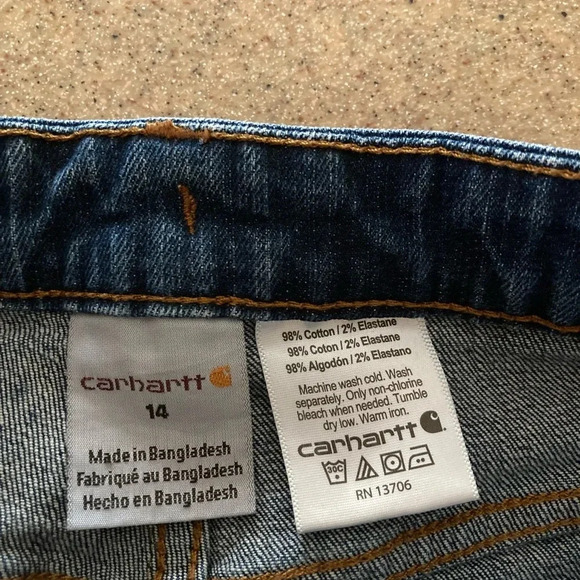 carhartt
14
Made in Bangladesh
Fabriqué au Bangladesh
Hecho en Bangladesh
98% Cotton / 2% Elastane
98% Coton / 2% Elastane
98% Algodón / 2% Elastano
Machine wash cold. Wash
separately. Only non-chlorine
bleach when needed. Tumble
dry low. Warm iron.
carhartt
30C
RN 13706